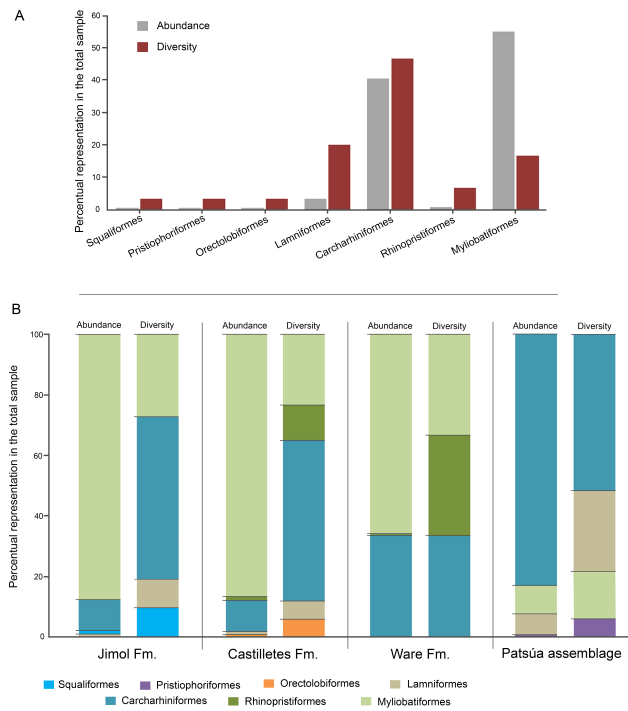 A
Percentual representation in the total sample
60
50
40
30
20
10
0
Abundance
Diversity
Squaliformes
Pristiophoriformes
Orectolobiformes
Lamniformes
Carcharhiniformes
Rhinopristiformes
Myliobatiformes
B
Percentual representation in the total sample
100
80
60
40
20
0
Abundance Diversity Abundance Diversity Abundance Diversity Abundance Diversity
Jimol Fm. Castilletes Fm. Ware Fm. Patsúa assemblage
Squaliformes Pristiophoriformes Orectolobiformes Lamniformes
Carcharhiniformes Rhinopristiformes Myliobatiformes